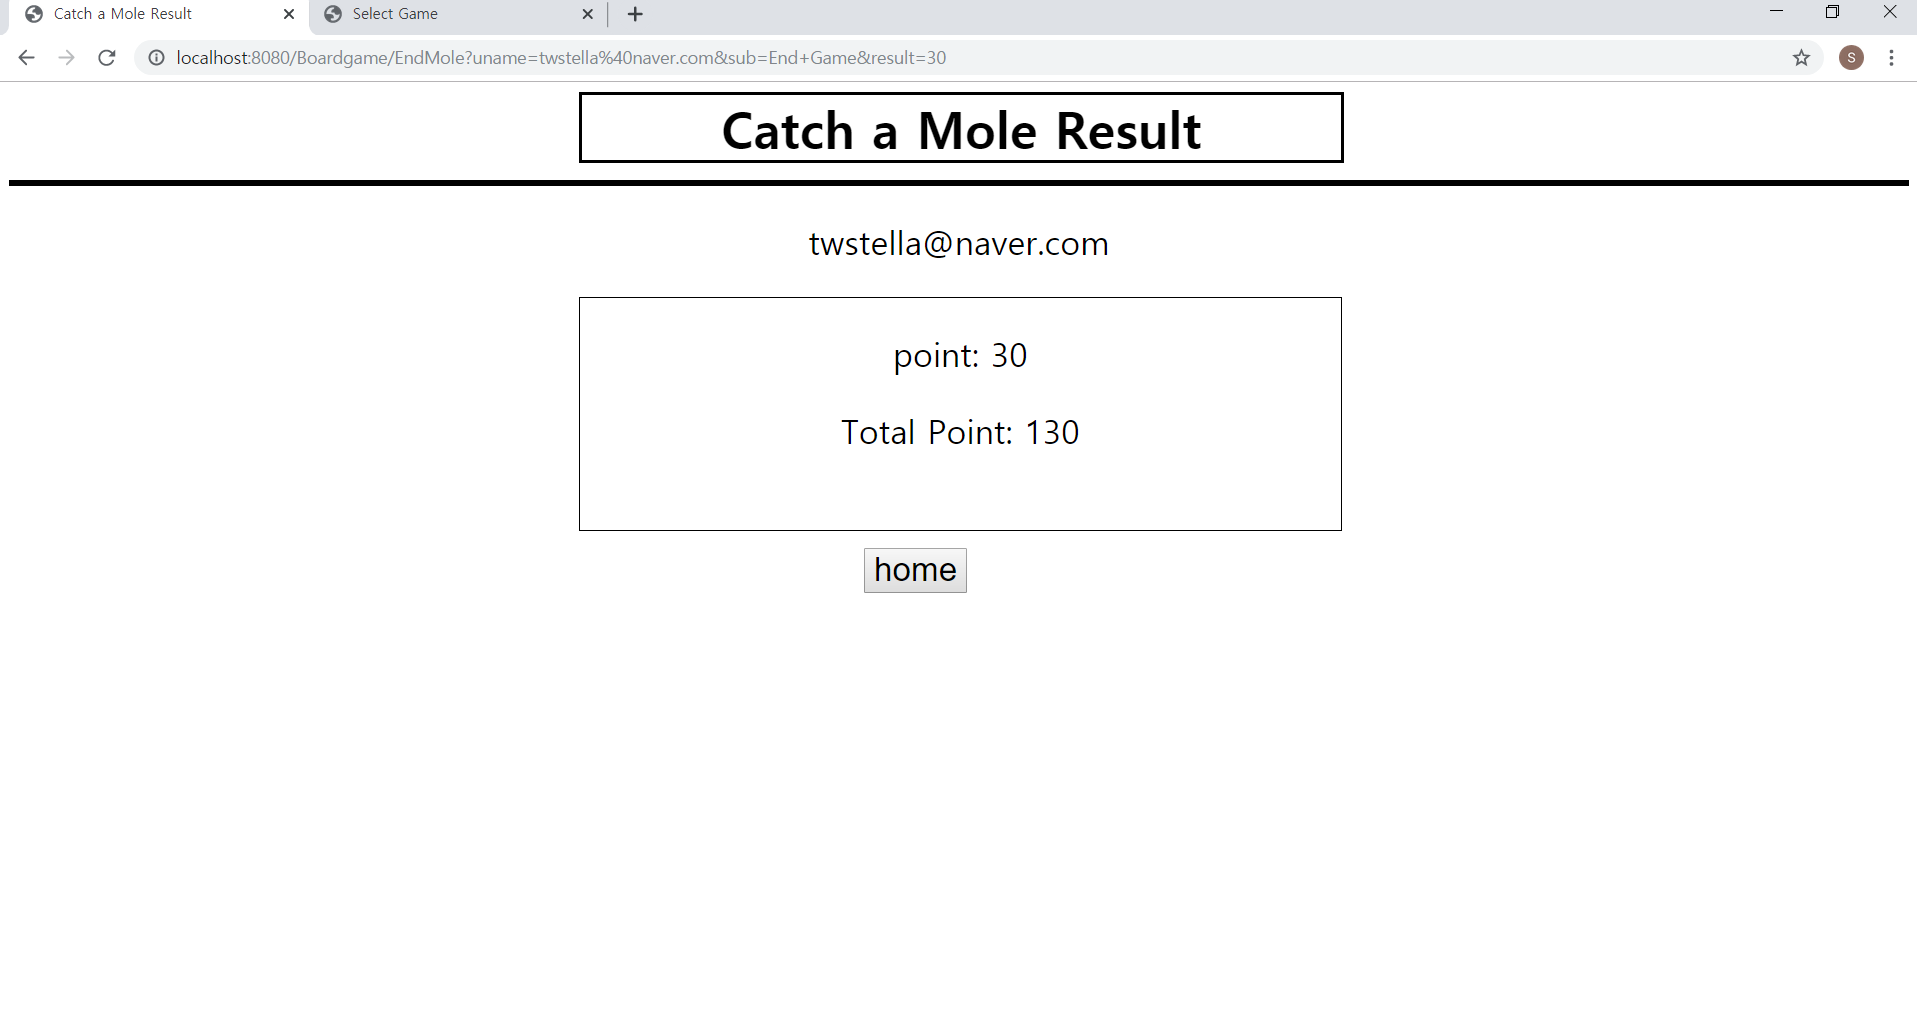 Catch a Mole Result
Select Game
localhost:8080/Boardgame/EndMole?uname=twstella%40naver.com&sub=End+Game&result=30
S
Catch a Mole Result
twstella@naver.com
point: 30
Total Point: 130
home